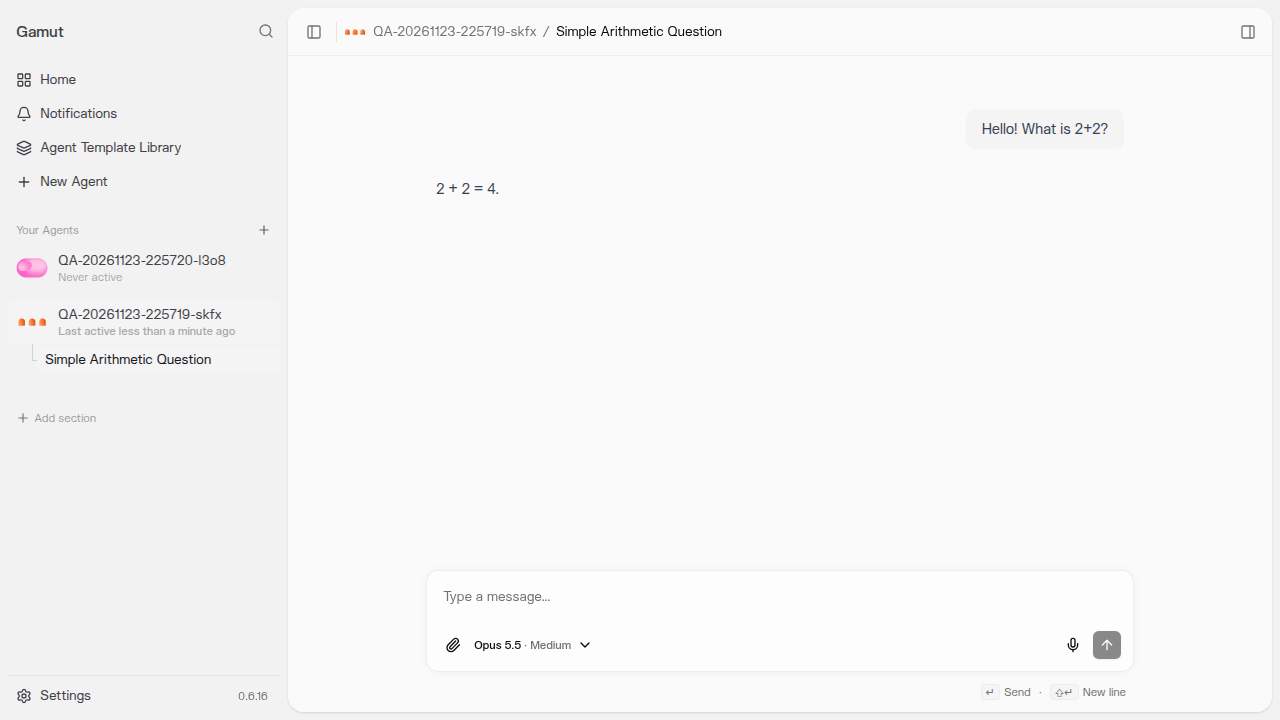 Gamut
Home
Notifications
Agent Template Library
New Agent
Your Agents
QA-20261123-225720-l3o8
Never active
QA-20261123-225719-skfx
Last active less than a minute ago
Simple Arithmetic Question
Add section
Settings
0.6.16
QA-20261123-225719-skfx / Simple Arithmetic Question
Hello! What is 2+2?
2 + 2 = 4.
Type a message...
Opus 5.5 · Medium
↵ Send · ⇧↵ New line